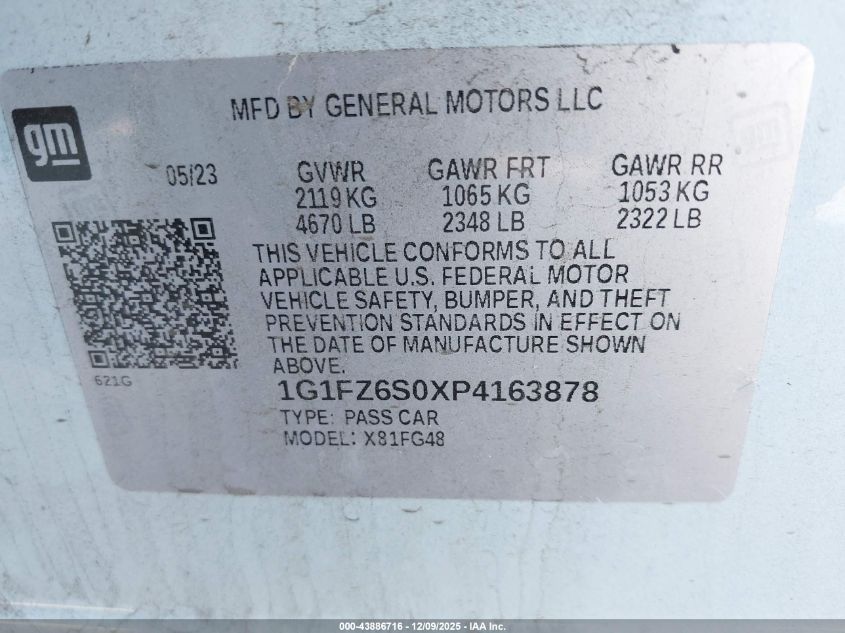 MFD BY GENERAL MOTORS LLC
gm
05/23 GVWR GAWR FRT GAWR RR
2119 KG 1065 KG 1053 KG
4670 LB 2348 LB 2322 LB
THIS VEHICLE CONFORMS TO ALL
APPLICABLE U.S. FEDERAL MOTOR
VEHICLE SAFETY, BUMPER, AND THEFT
PREVENTION STANDARDS IN EFFECT ON
THE DATE OF MANUFACTURE SHOWN
ABOVE.
621G
1G1FZ6S0XP4163878
TYPE: PASS CAR
MODEL: X81FG48
000-43886716 - 12/09/2025 - IAA Inc.